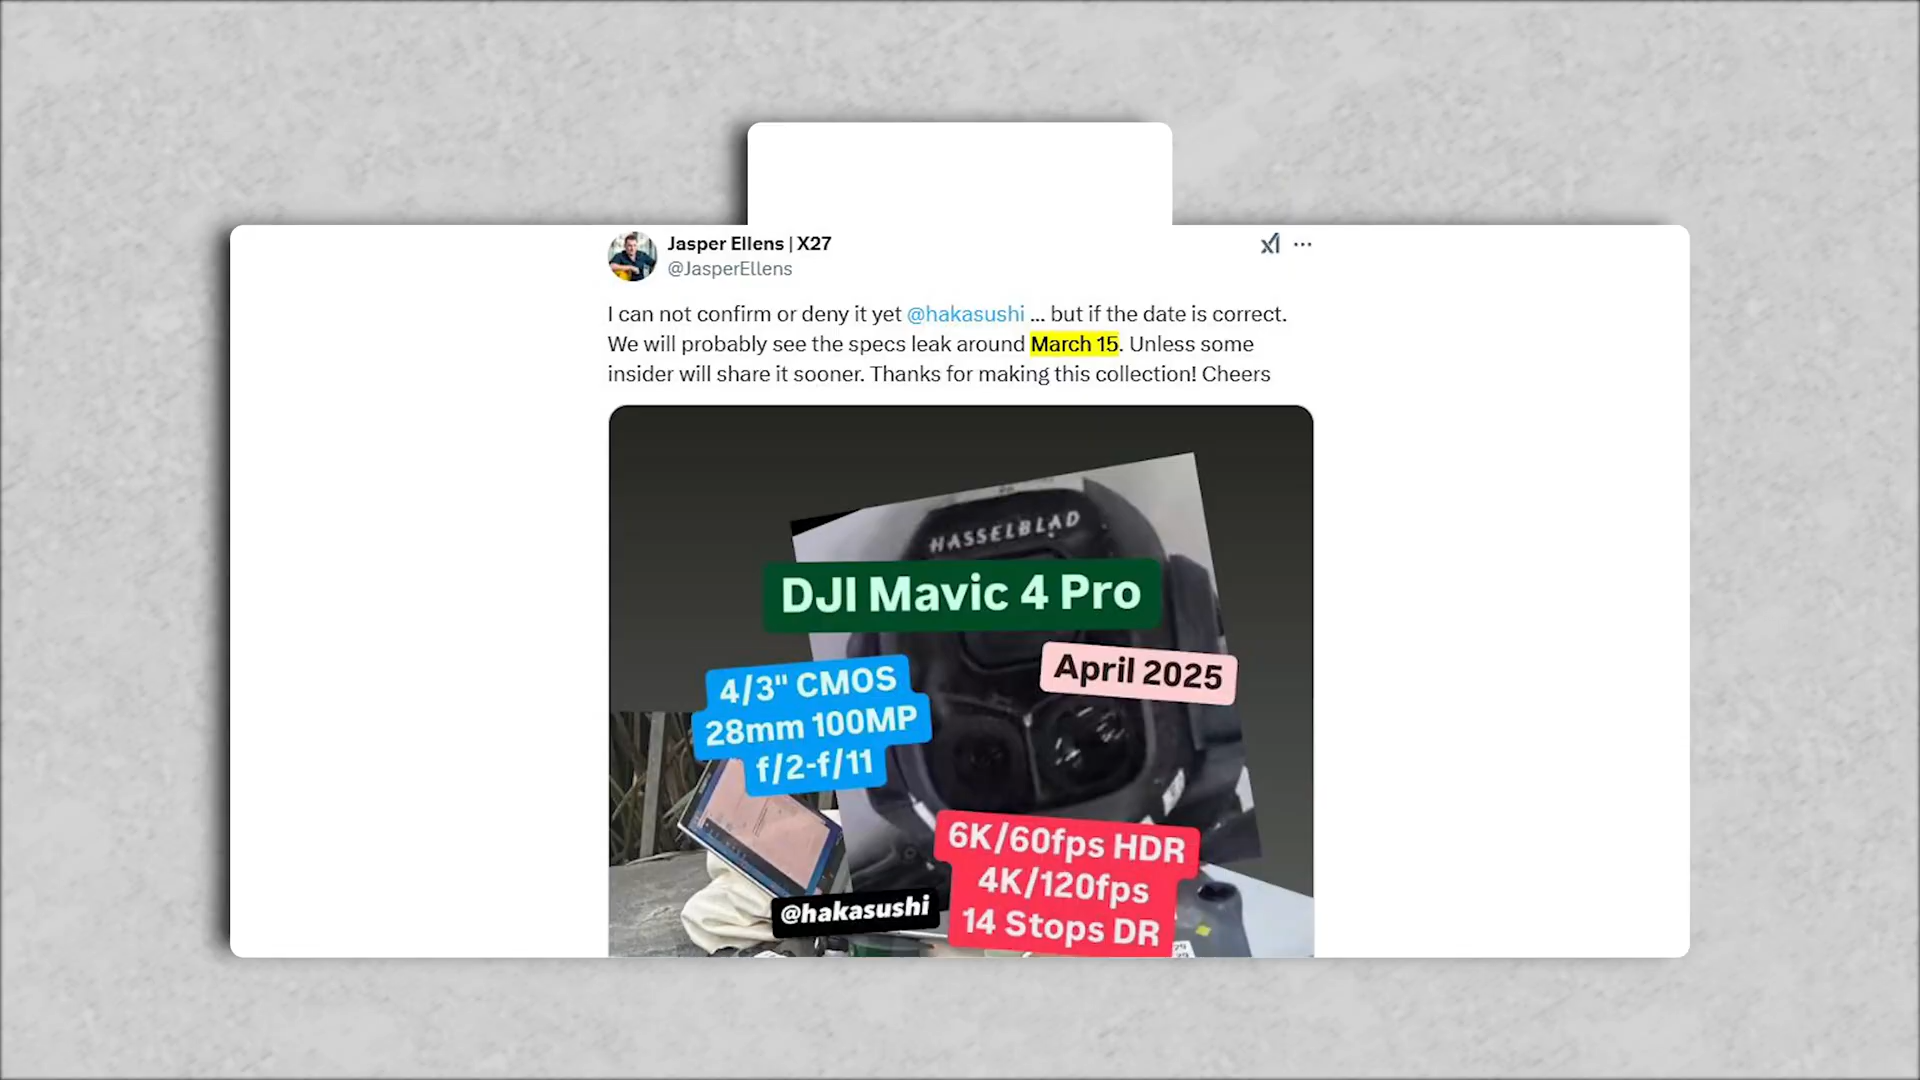 Jasper Ellens | X27
@JasperEllens
I can not confirm or deny it yet @hakasushi ... but if the date is correct.
We will probably see the specs leak around March 15. Unless some
insider will share it sooner. Thanks for making this collection! Cheers
HASSELBLAD
DJI Mavic 4 Pro
April 2025
4/3" CMOS
28mm 100MP
f/2-f/11
6K/60fps HDR
4K/120fps
14 Stops DR
@hakasushi